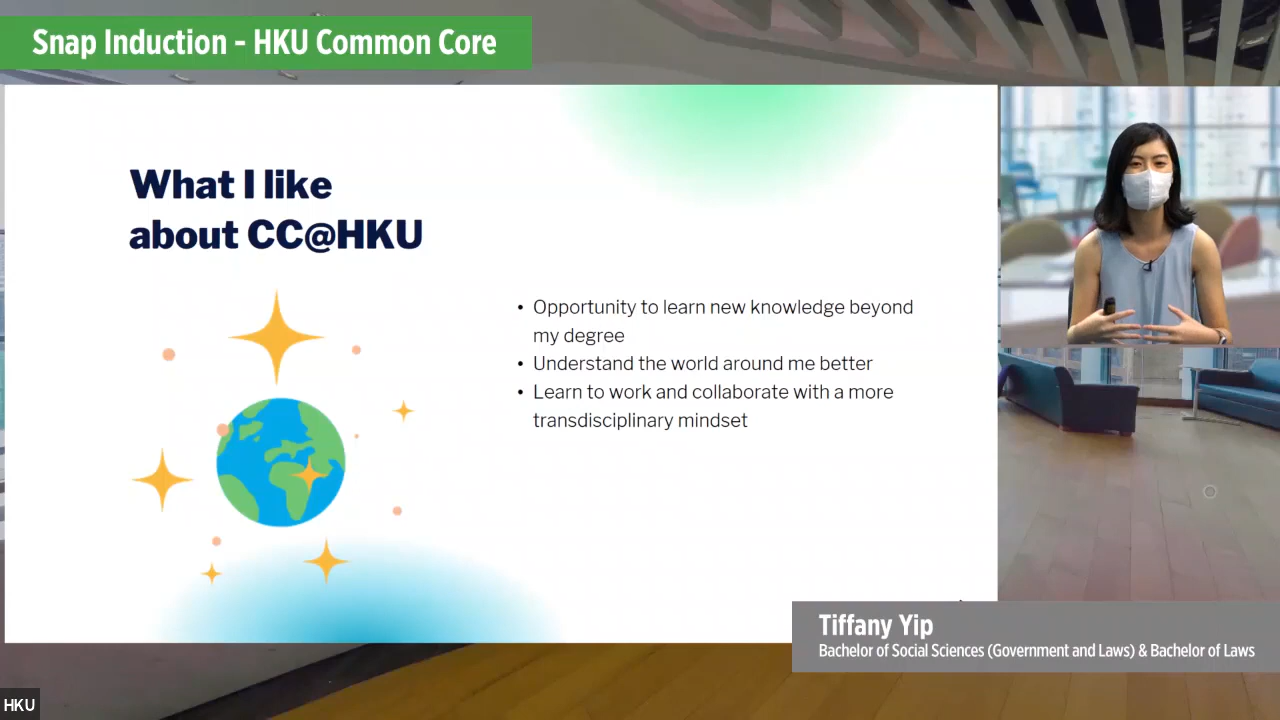 Snap Induction - HKU Common Core
What I like
about CC@HKU
• Opportunity to learn new knowledge beyond
my degree
• Understand the world around me better
• Learn to work and collaborate with a more
transdisciplinary mindset
Tiffany Yip
Bachelor of Social Sciences (Government and Laws) & Bachelor of Laws
HKU